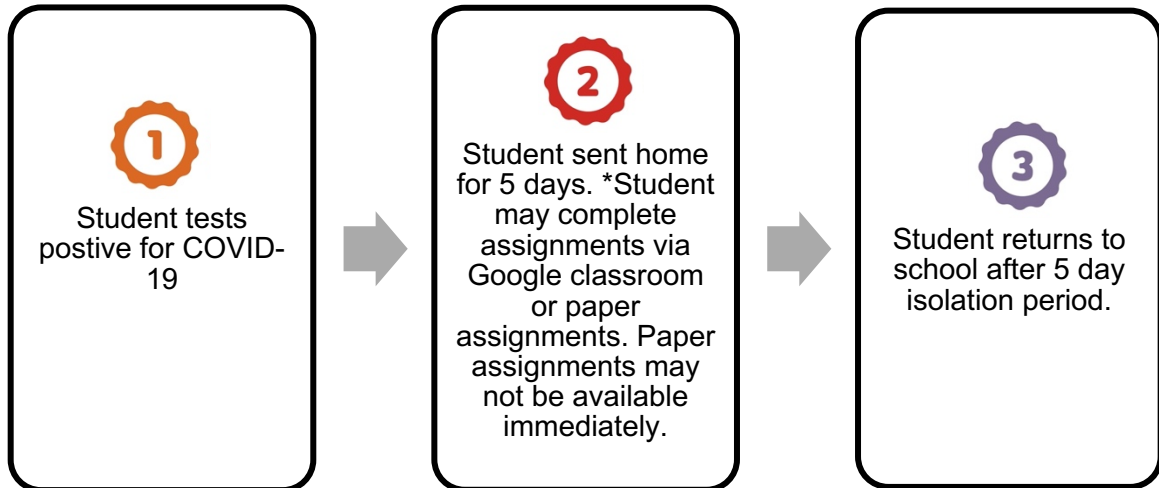 1
Student tests
postive for COVID-
19
2
Student sent home
for 5 days. *Student
may complete
assignments via
Google classroom
or paper
assignments. Paper
assignments may
not be available
immediately.
3
Student returns to
school after 5 day
isolation period.